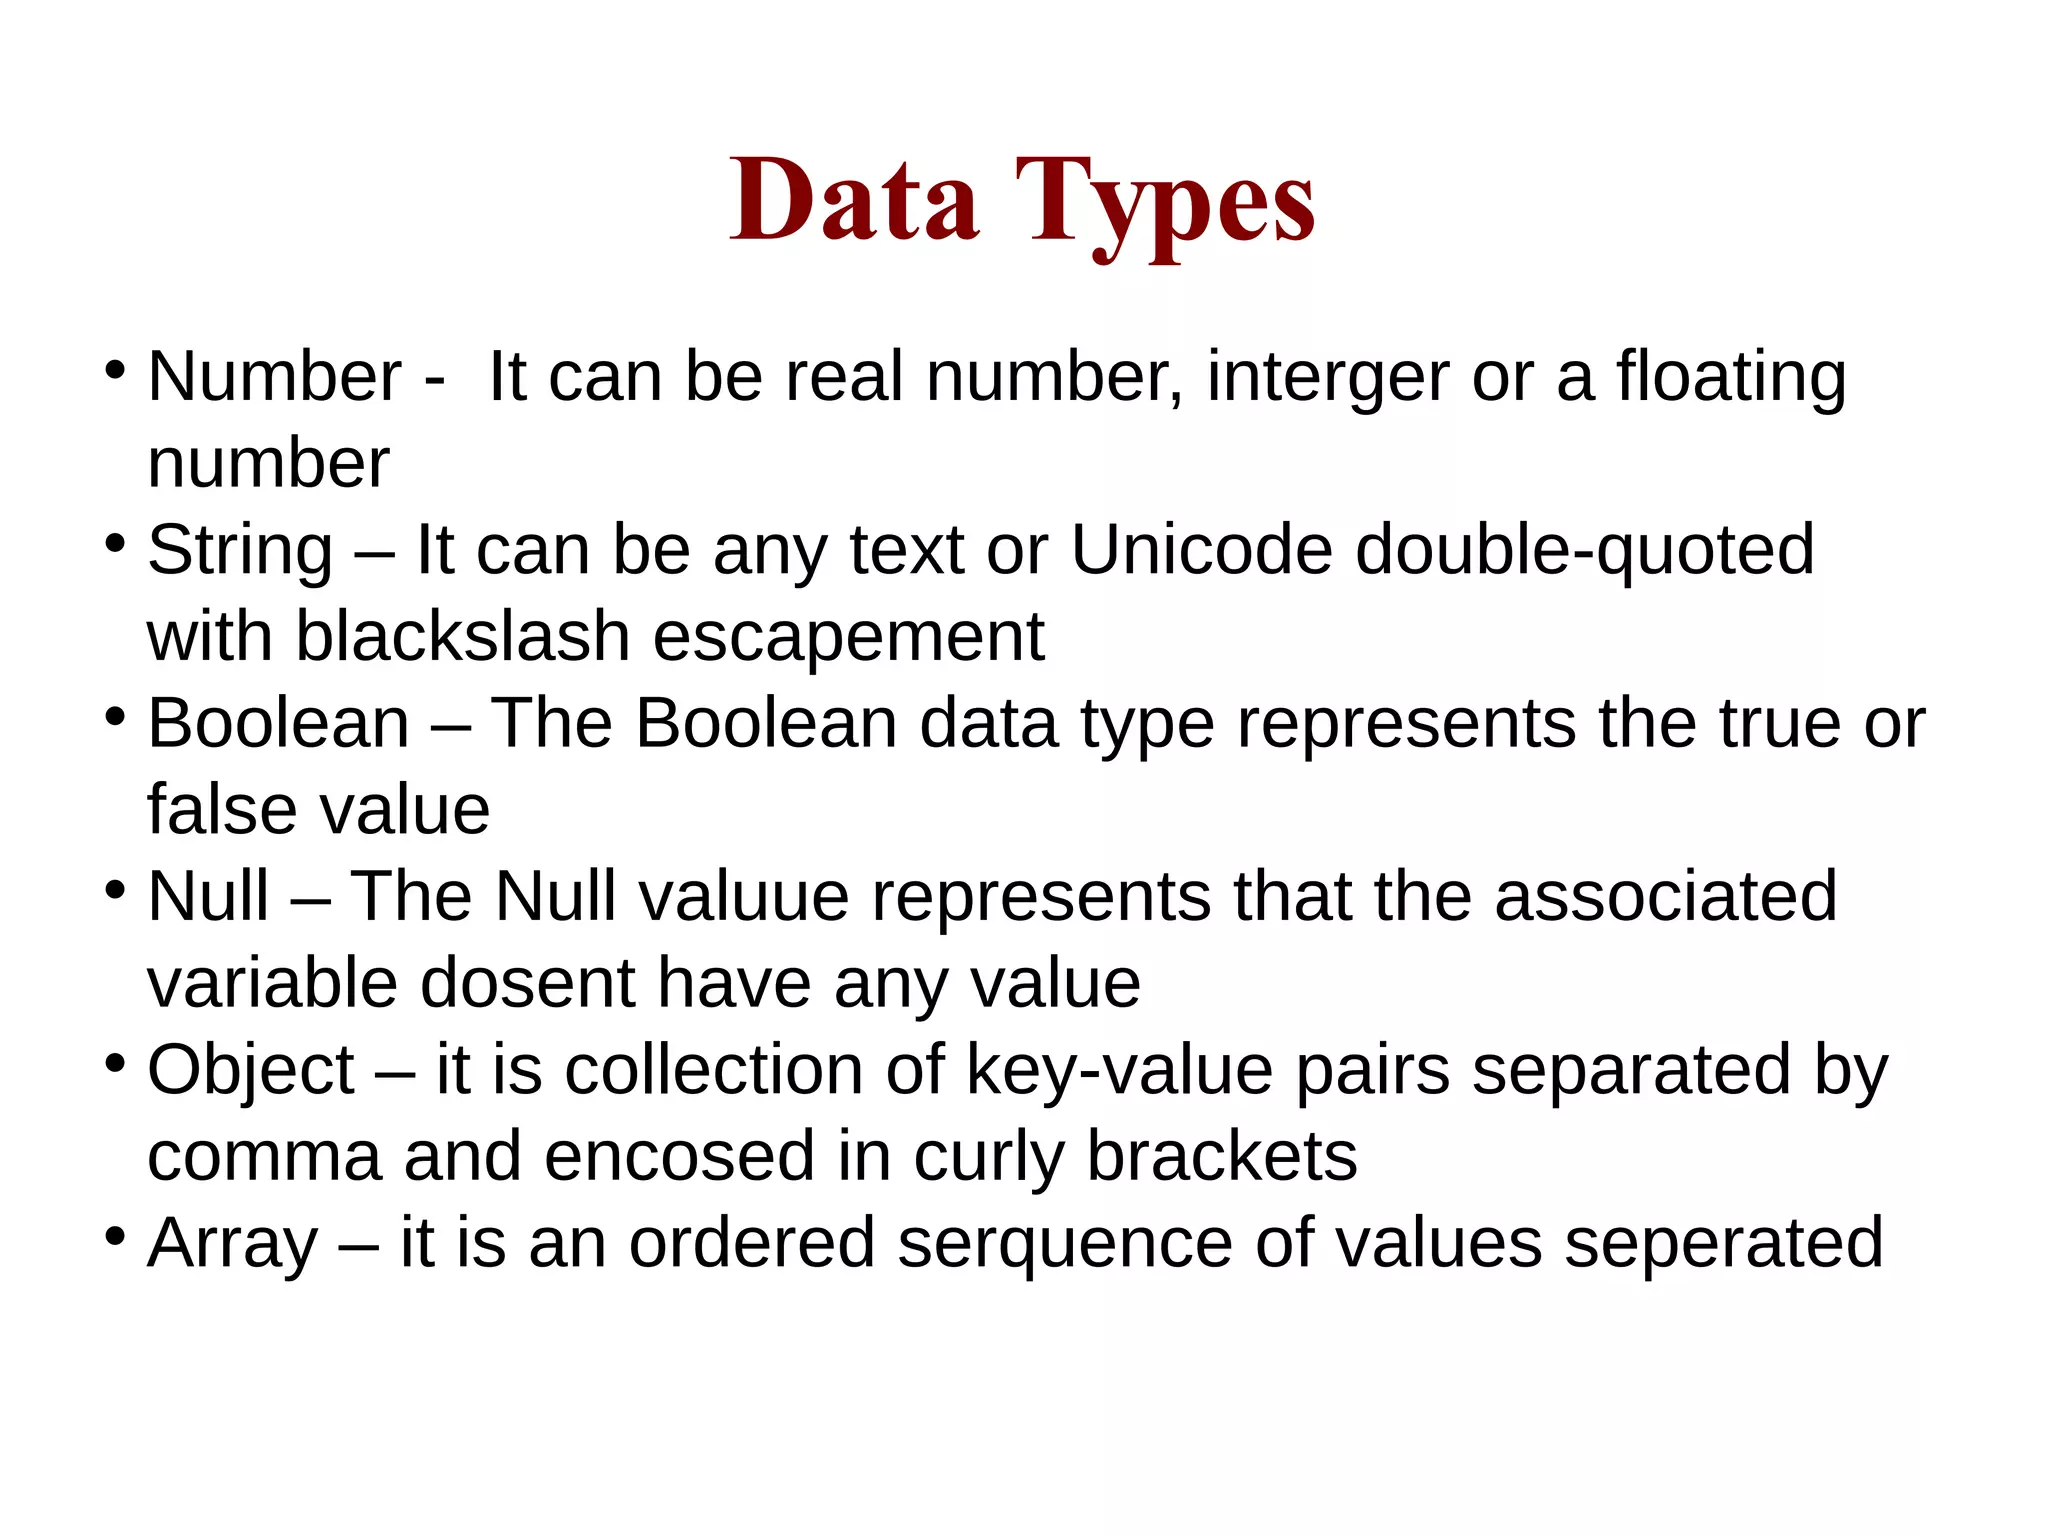 Data Types
• Number -  It can be real number, interger or a floating
number
• String – It can be any text or Unicode double-quoted
with blackslash escapement
• Boolean – The Boolean data type represents the true or
false value
• Null – The Null valuue represents that the associated
variable dosent have any value
• Object – it is collection of key-value pairs separated by
comma and encosed in curly brackets
• Array – it is an ordered serquence of values seperated